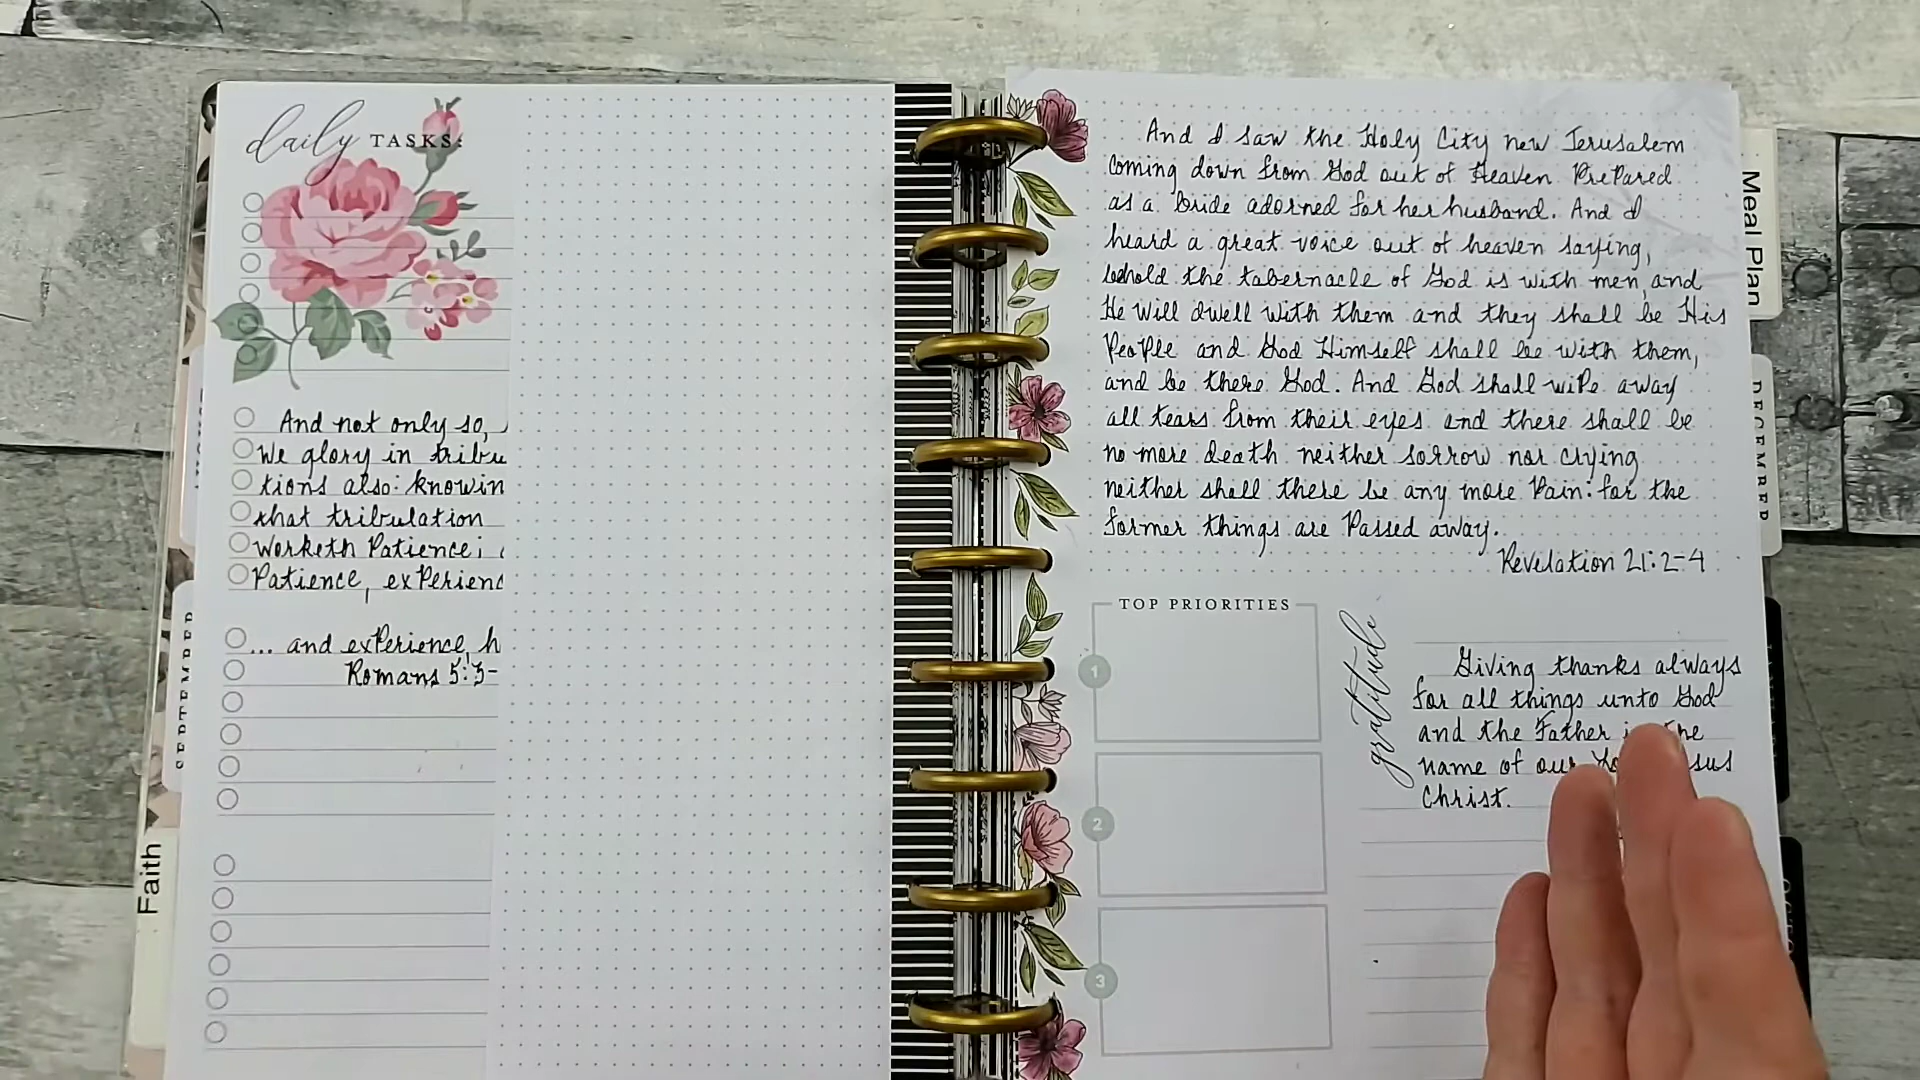 daily TASKS:
And not only so,
We glory in tribu
tions also: knowin
that tribulation
Worketh Patience;
Patience, exPerienc
... and exPerience, h
Romans 5:3-
SEPTEMBER
Faith
And I saw the Holy City new Jerusalem
coming down from God out of Heaven PrePared
as a bride adorned for her husband. And I
heard a great voice out of heaven saying,
behold the tabernacle of God is with men, and
He Will dwell With them and they shall be His
PeoPle and God Himself shall be with them,
and be there God. And God shall wiPe away
all tears from their eyes and there shall be
no more death neither sorrow nor crying
neither shall there be any more Pain: for the
former things are Passed away.
Revelation 21:2-4
TOP PRIORITIES
1
2
3
gratitude
Giving thanks always
for all things unto God
and the Father the
name of our
Christ.
Meal Plan
DECEMBER